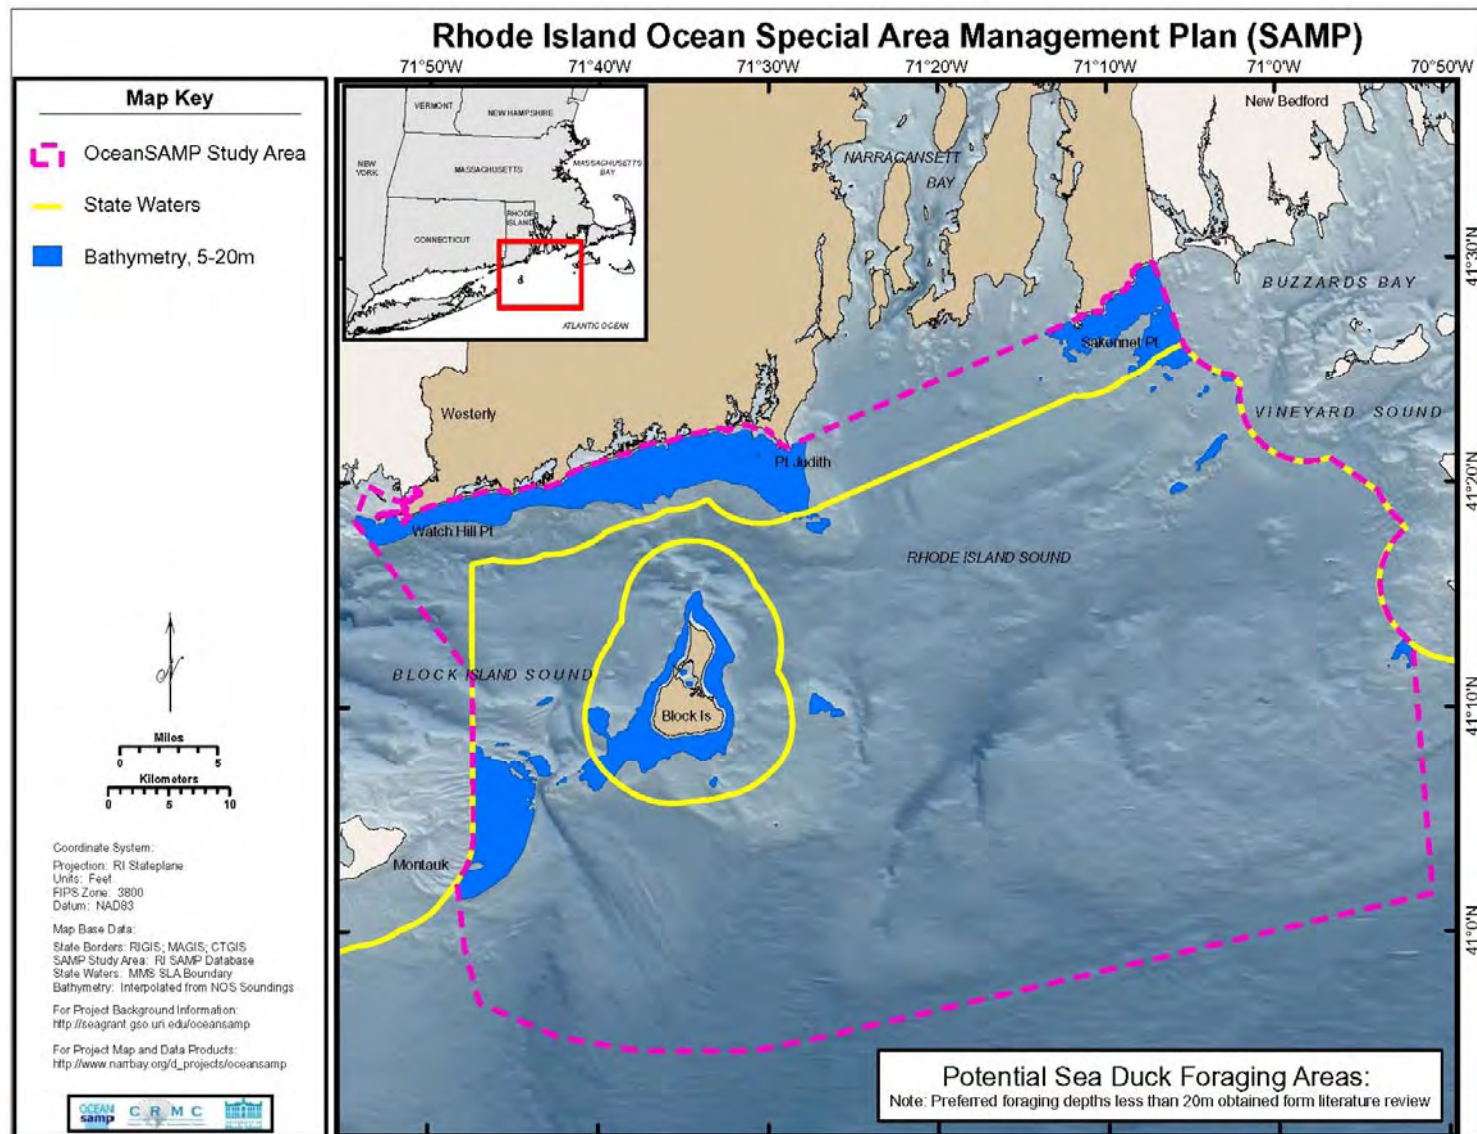 Rhode Island Ocean Special Area Management Plan (SAMP)
71°50'W
71°40'W
71°30'W
71°20'W
71°10'W
71°0'W
70°50'W
Map Key
OceanSAMP Study Area
State Waters
Bathymetry, 5-20m
VERMONT
NEW HAMPSHIRE
NEW
YORK
MASSACHUSETTS
MASSACHUSETTS
BAY
RHODE
ISLAND
CONNECTICUT
ATLANTIC OCEAN
New Bedford
NARRAGANSETT
BAY
BUZZARDS BAY
41°30'N
Sakonnet Pt
Westerly
VINEYARD SOUND
Pt Judith
41°20'N
Watch Hill Pt
RHODE ISLAND SOUND
BLOCK ISLAND SOUND
Block Is
41°10'N
Montauk
41°0'N
N
Miles
0 5
Kilometers
0 5 10
Coordinate System:
Projection: RI Stateplane
Units: Feet
FIPS Zone: 3800
Datum: NAD83
Map Base Data:
State Borders: RIGIS; MAGIS; CTGIS
SAMP Study Area: RI SAMP Database
State Waters: MMS SLA Boundary
Bathymetry: Interpolated from NOS Soundings
For Project Background Information:
http://seagrant.gso.uri.edu/oceansamp
For Project Map and Data Products:
http://www.narrbay.org/d_projects/oceansamp
OCEAN
samp
CRMC
Potential Sea Duck Foraging Areas:
Note: Preferred foraging depths less than 20m obtained form literature review